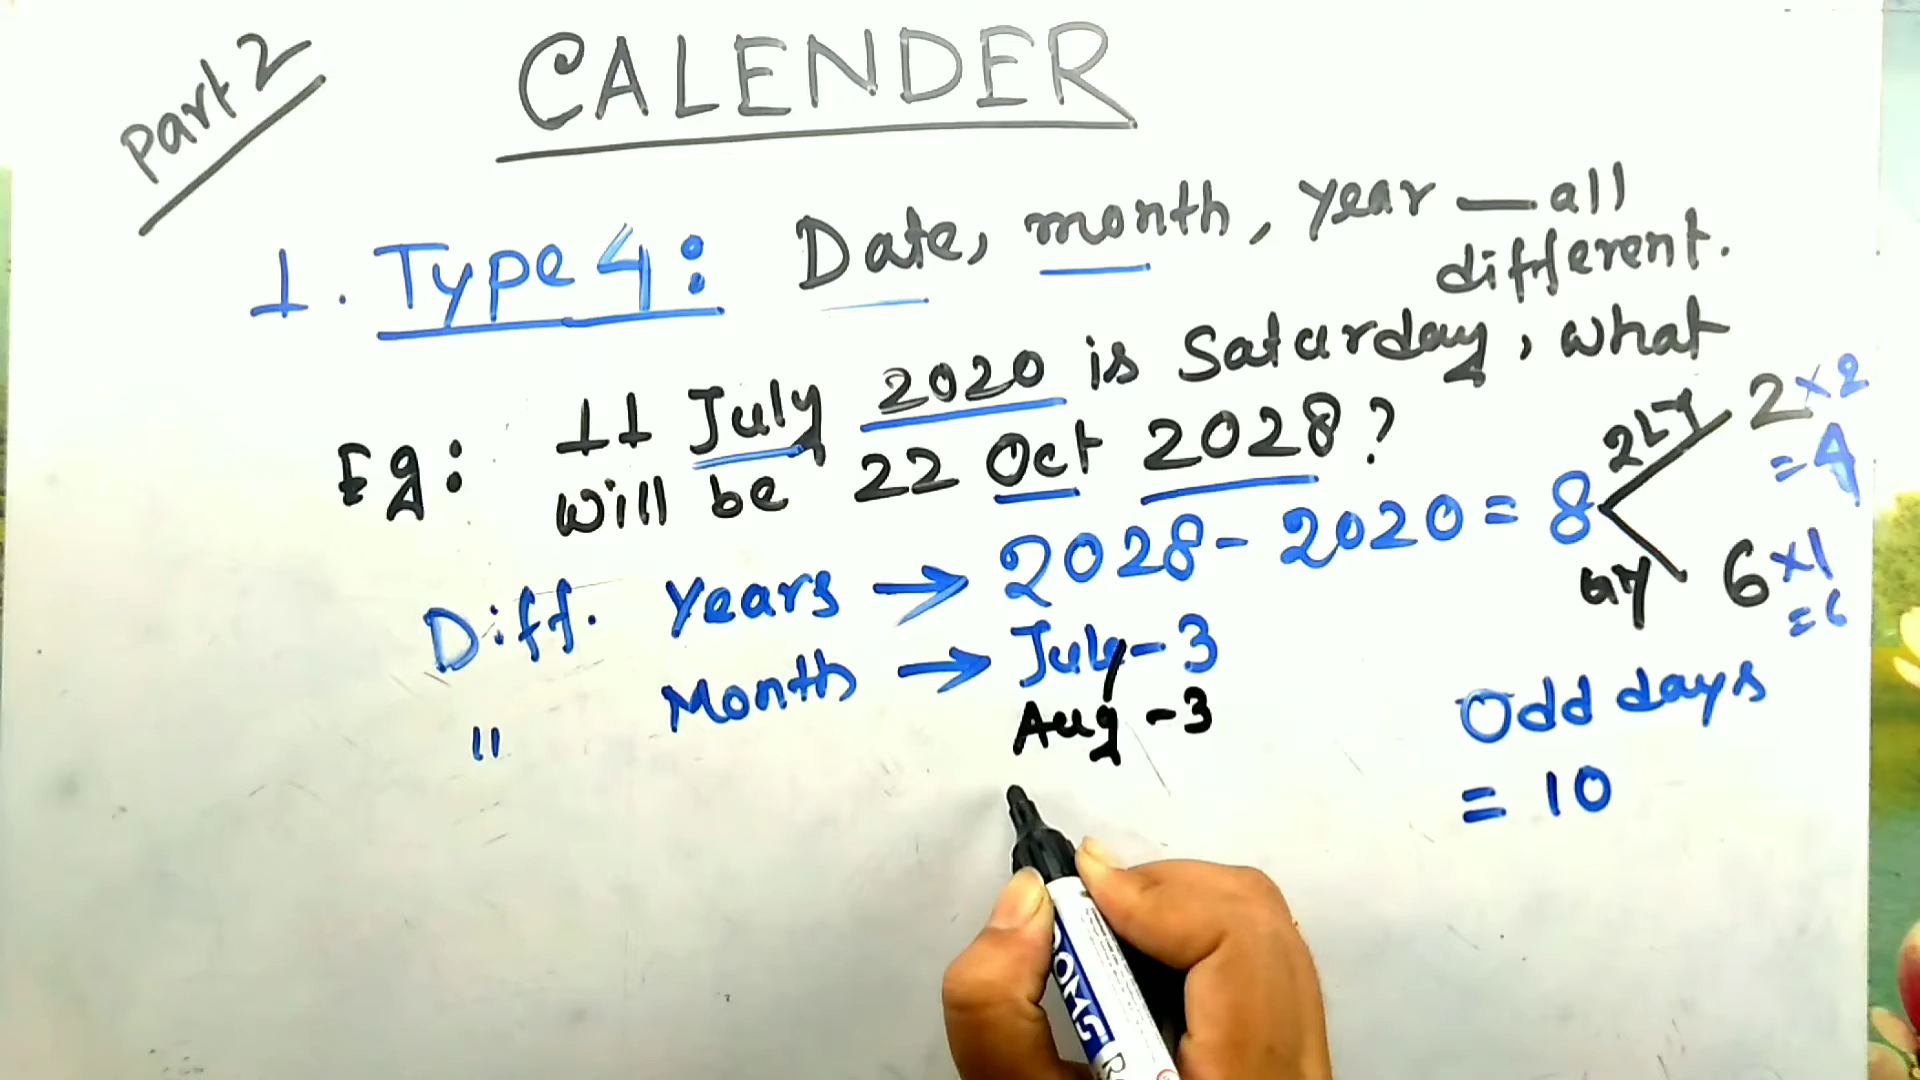 Part 2
CALENDER
1. Type 4: Date, month, year — all
different.
Eg: 11 July 2020 is Saturday, what
will be 22 Oct 2028?
Diff. Years → 2028 - 2020 = 8
2LY 2 × 2
= 4
6 × 1
= 6
" Month → July - 3
Aug - 3
Odd days
= 10
DOMS